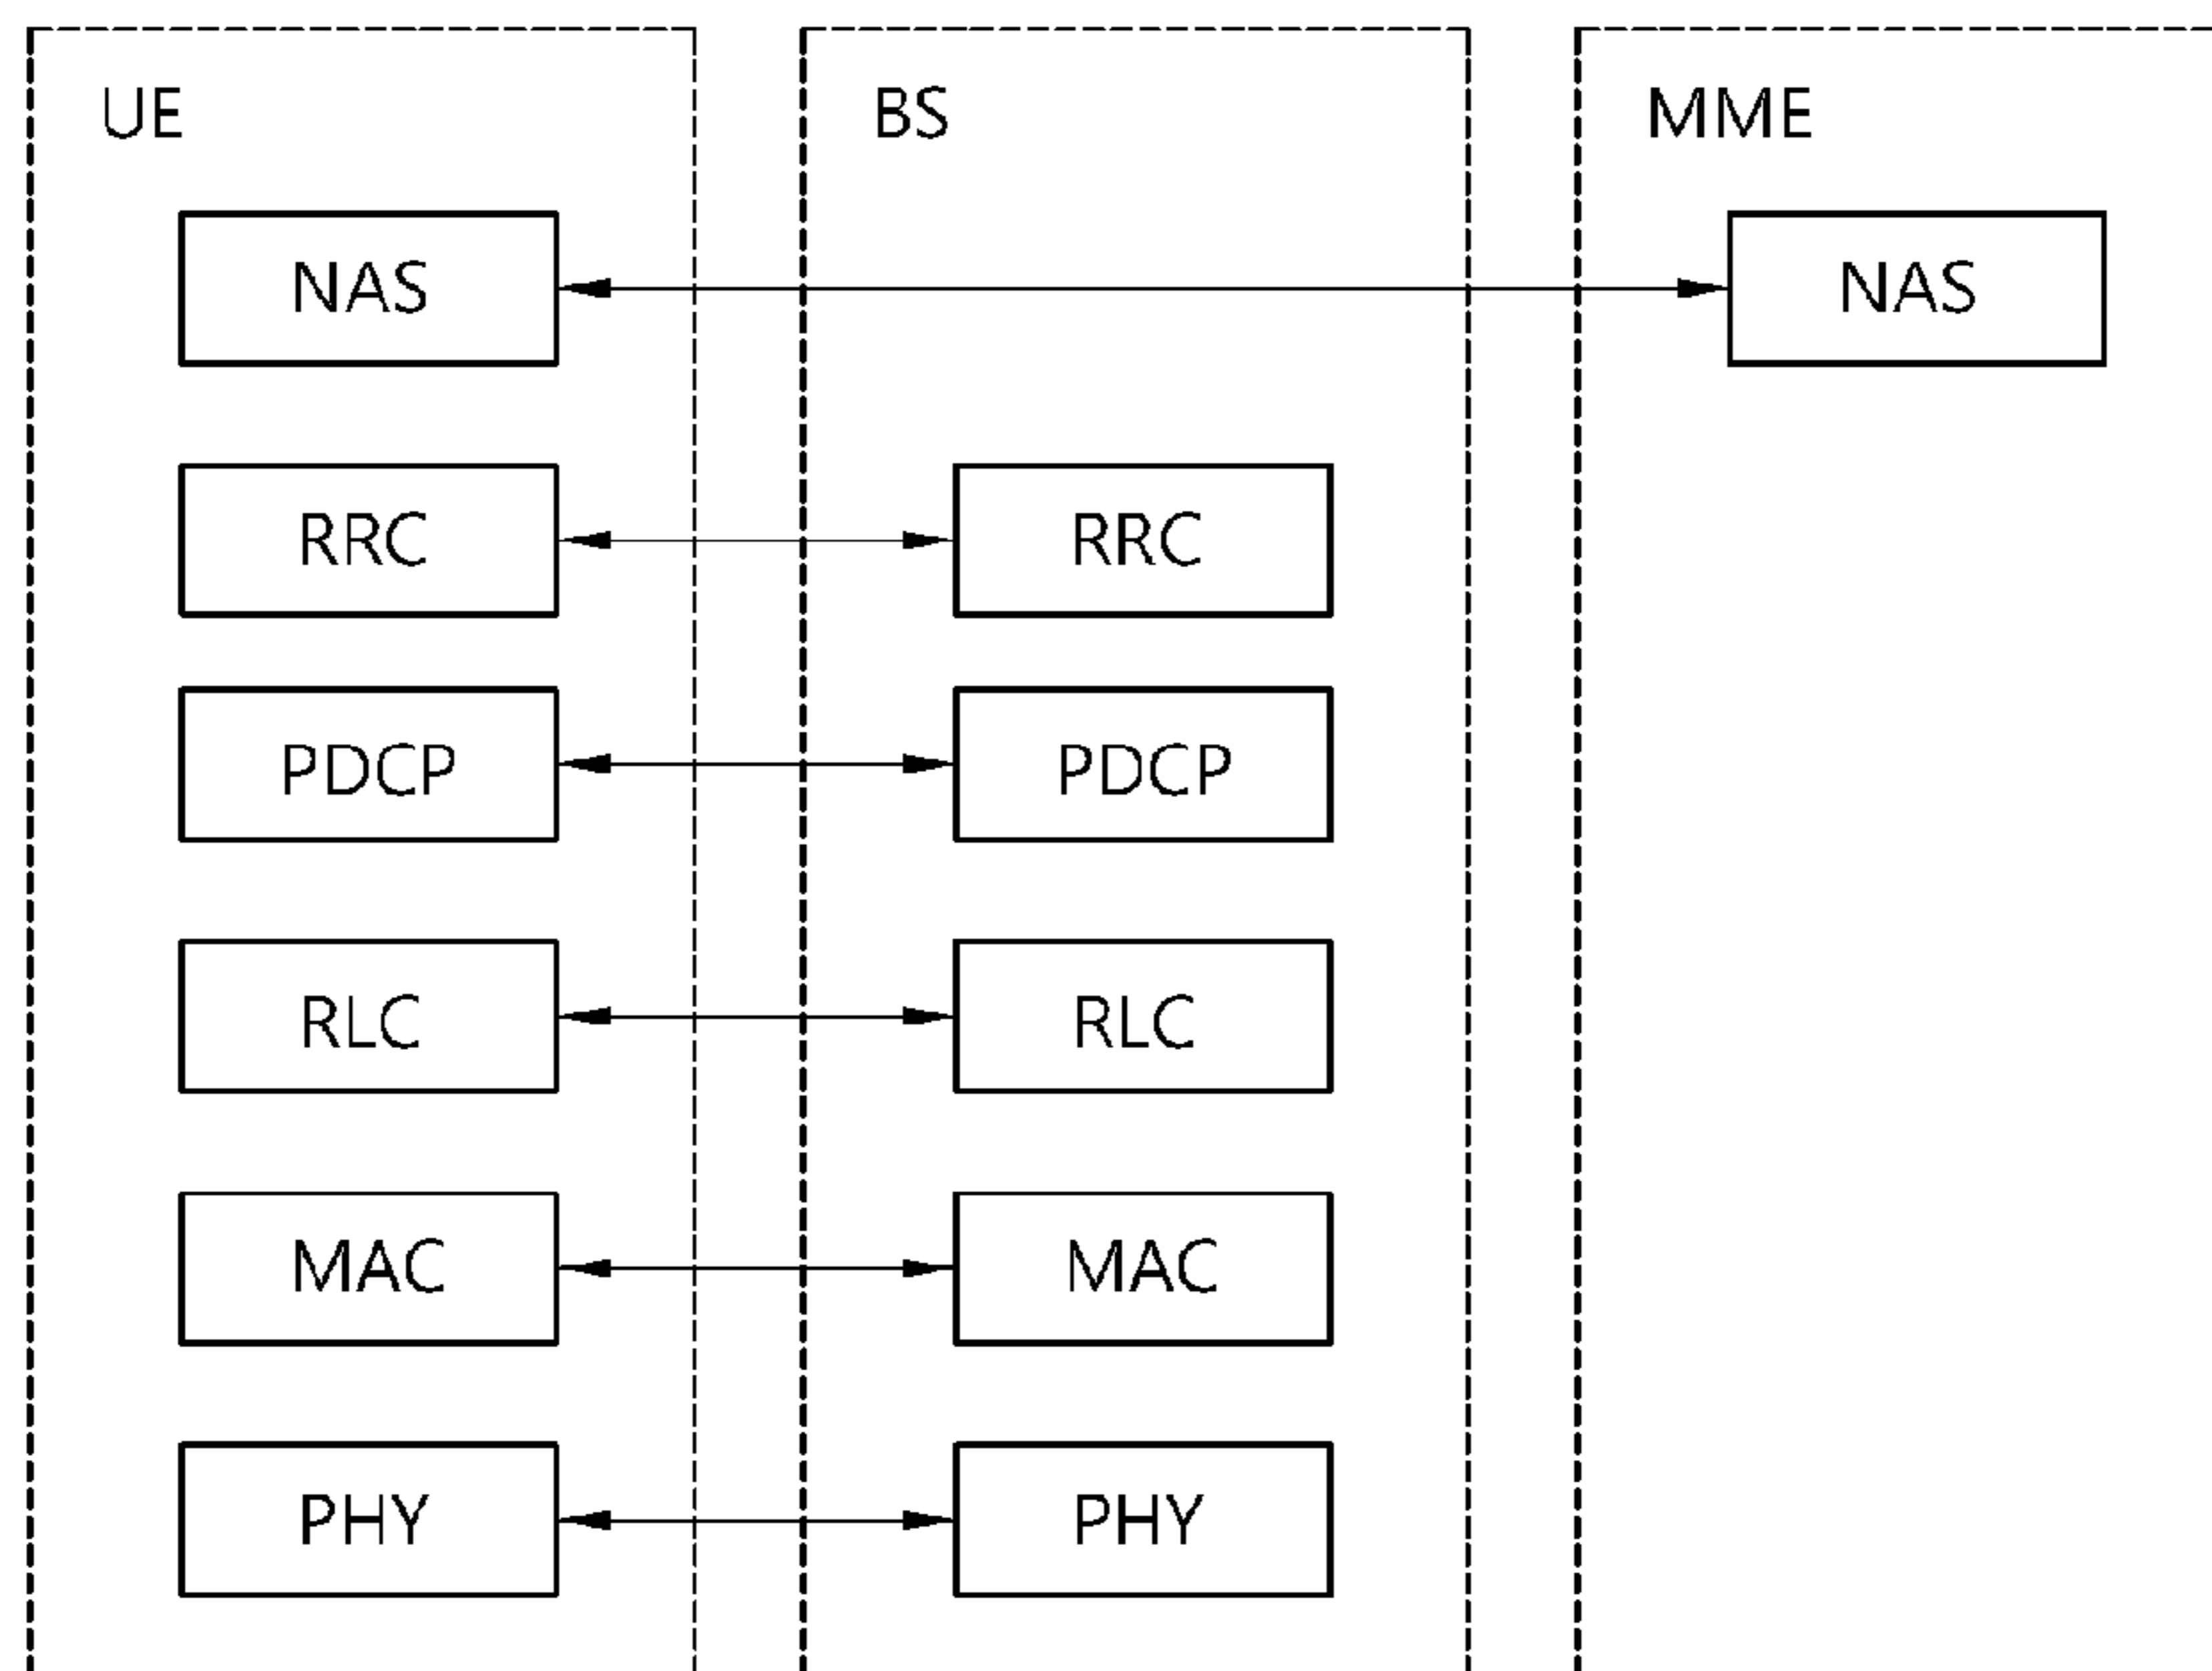 UE BS MME
NAS NAS
RRC RRC
PDCP PDCP
RLC RLC
MAC MAC
PHY PHY